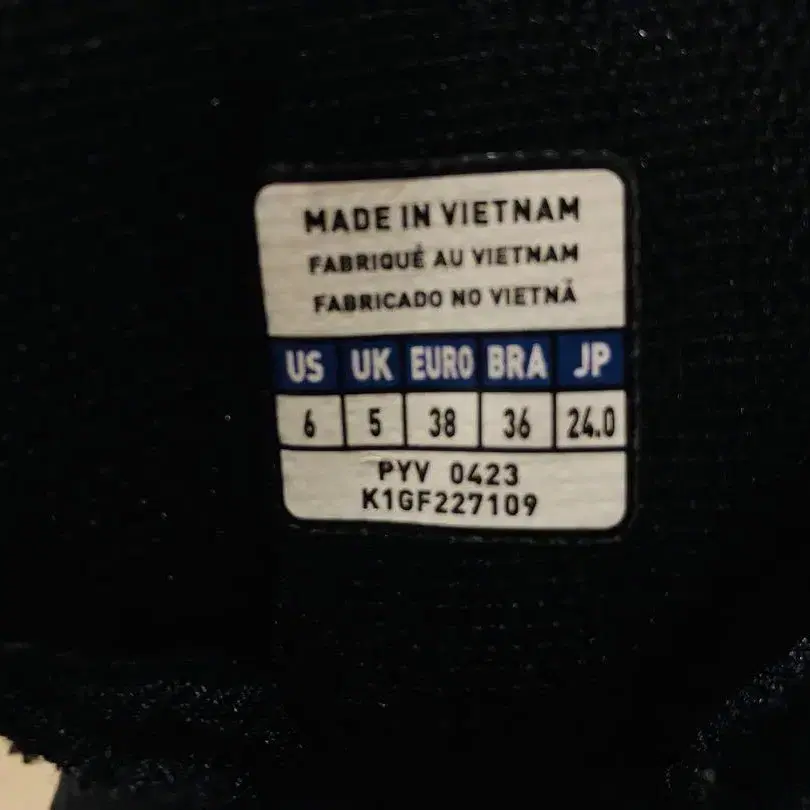 MADE IN VIETNAM
FABRIQUÉ AU VIETNAM
FABRICADO NO VIETNÃ
US UK EURO BRA JP
6 5 38 36 24.0
PYV 0423
K1GF227109